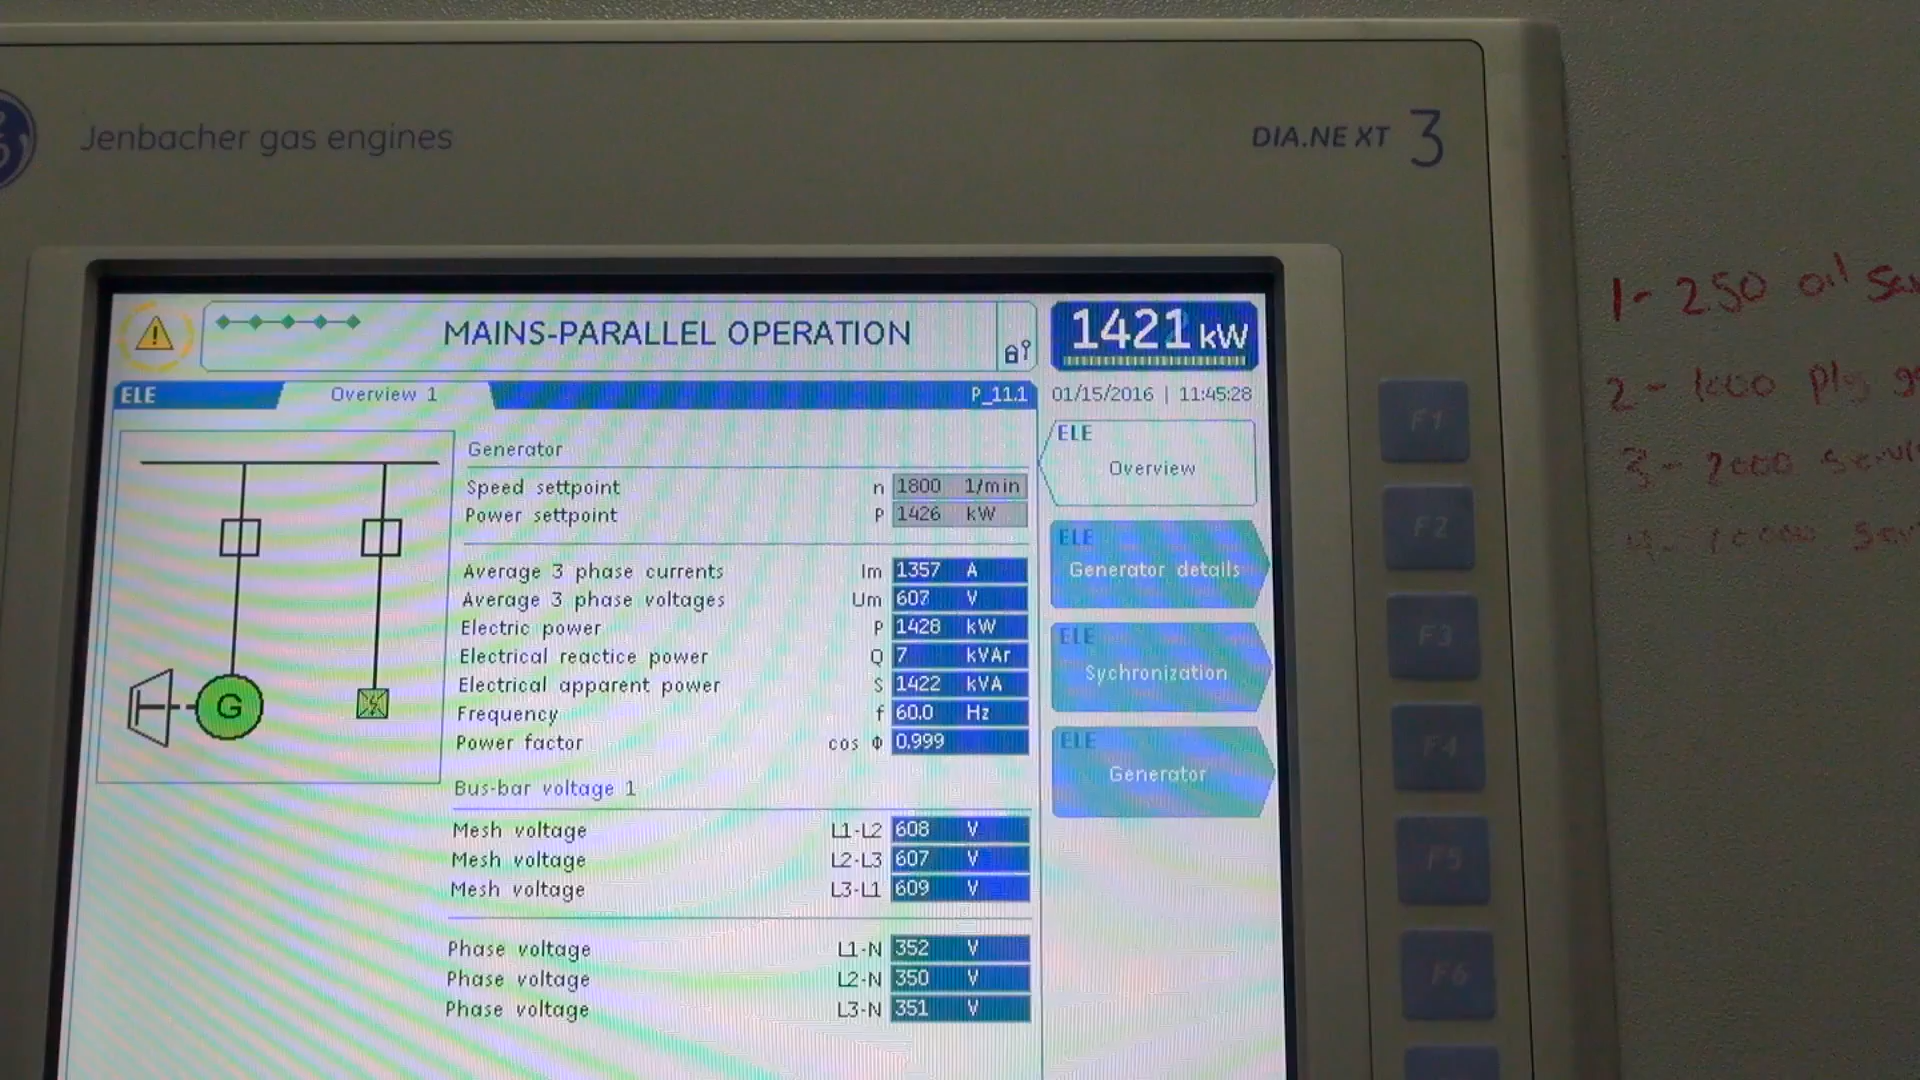 Jenbacher gas engines
DIA.NE XT 3
MAINS-PARALLEL OPERATION
1421 kW
ELE
Overview 1
P_11.1
01/15/2016 | 11:45:28
Generator
Speed settpoint n 1800 1/min
Power settpoint P 1426 kW
Average 3 phase currents Im 1357 A
Average 3 phase voltages Um 607 V
Electric power P 1428 kW
Electrical reactice power Q 7 kVAr
Electrical apparent power S 1422 kVA
Frequency f 60.0 Hz
Power factor cos Φ 0.999
Bus-bar voltage 1
Mesh voltage L1-L2 608 V
Mesh voltage L2-L3 607 V
Mesh voltage L3-L1 609 V
Phase voltage L1-N 352 V
Phase voltage L2-N 350 V
Phase voltage L3-N 351 V
G
ELE
Overview
ELE
Generator details
ELE
Sychronization
ELE
Generator
F1
F2
F3
F4
F5
F6
1- 250 oil
2- 1000 plg
3- 2000
4- 10000